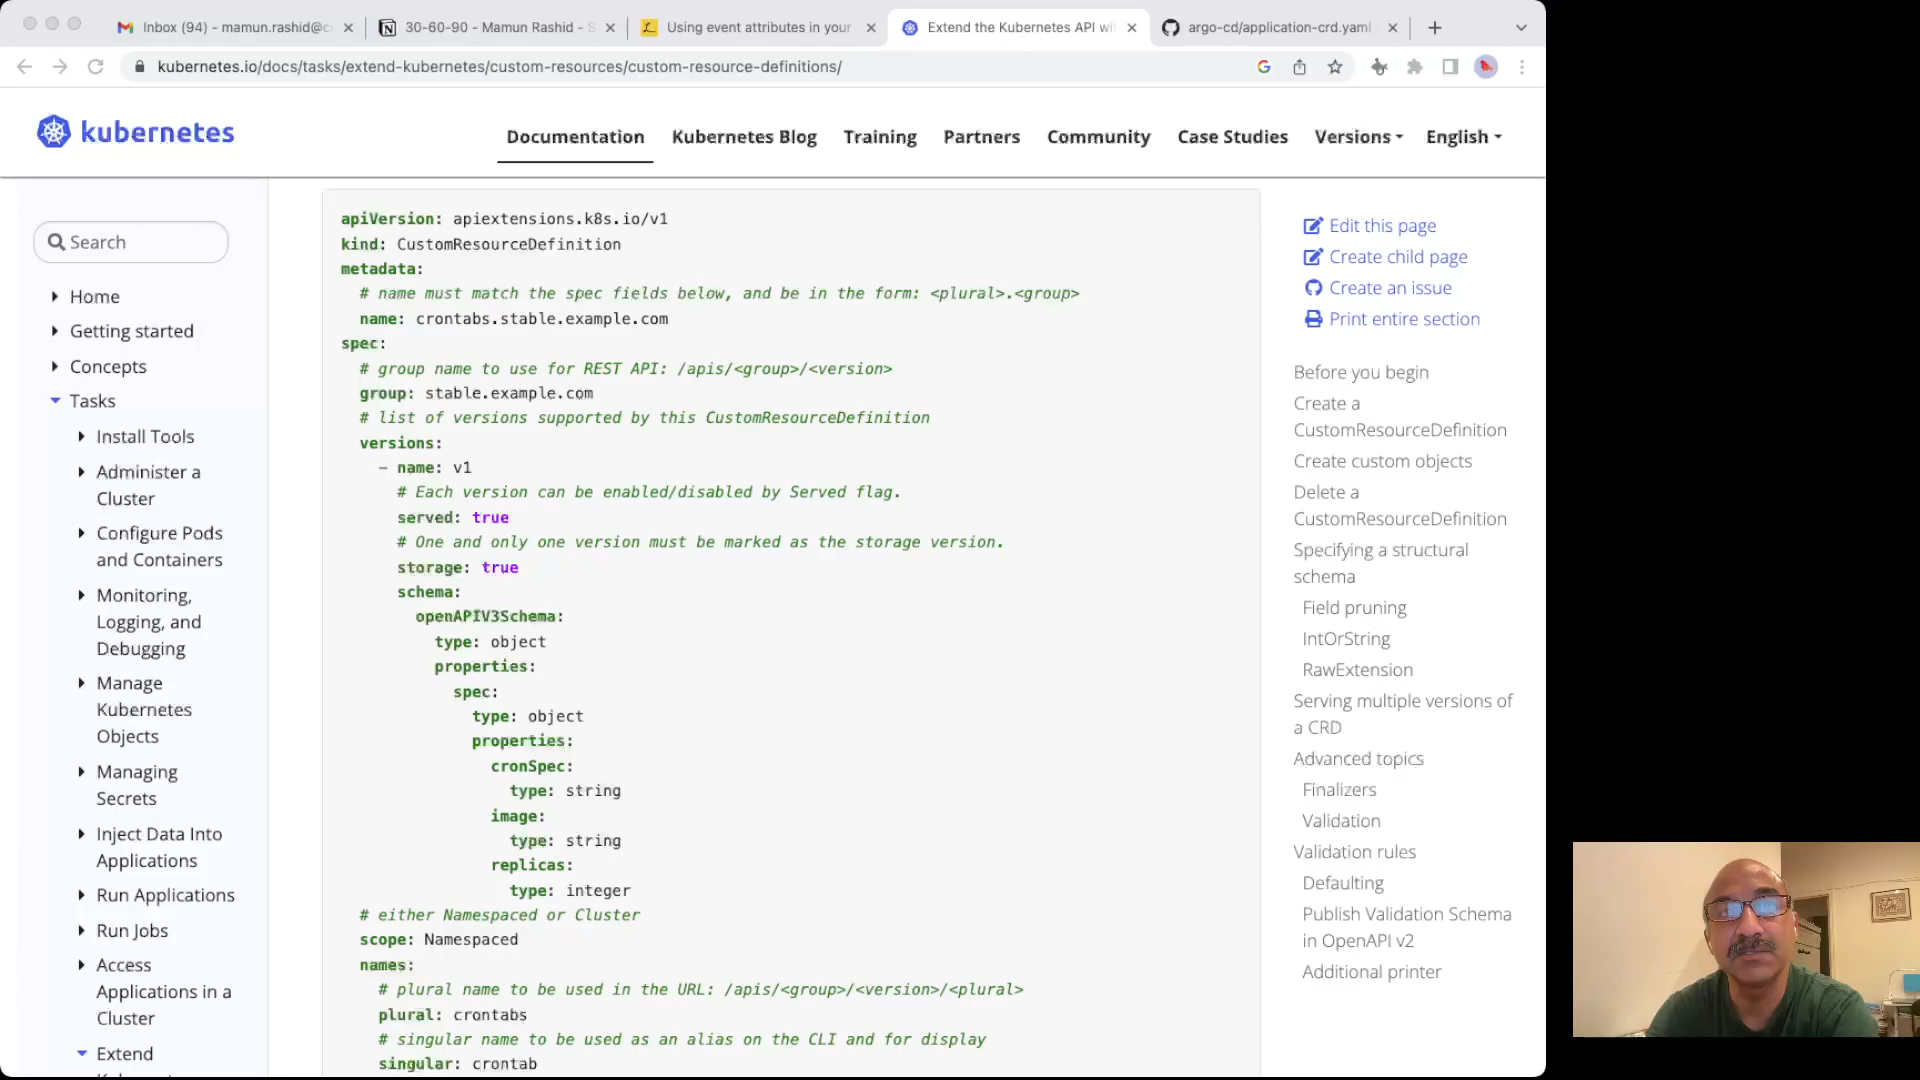 Inbox (94) - mamun.rashid@c
30-60-90 - Mamun Rashid - S
Using event attributes in your
Extend the Kubernetes API wit
argo-cd/application-crd.yaml
kubernetes.io/docs/tasks/extend-kubernetes/custom-resources/custom-resource-definitions/
kubernetes
Documentation
Kubernetes Blog
Training
Partners
Community
Case Studies
Versions
English
Search
Home
Getting started
Concepts
Tasks
Install Tools
Administer a
Cluster
Configure Pods
and Containers
Monitoring,
Logging, and
Debugging
Manage
Kubernetes
Objects
Managing
Secrets
Inject Data Into
Applications
Run Applications
Run Jobs
Access
Applications in a
Cluster
Extend
apiVersion: apiextensions.k8s.io/v1
kind: CustomResourceDefinition
metadata:
# name must match the spec fields below, and be in the form: <plural>.<group>
name: crontabs.stable.example.com
spec:
# group name to use for REST API: /apis/<group>/<version>
group: stable.example.com
# list of versions supported by this CustomResourceDefinition
versions:
- name: v1
# Each version can be enabled/disabled by Served flag.
served: true
# One and only one version must be marked as the storage version.
storage: true
schema:
openAPIV3Schema:
type: object
properties:
spec:
type: object
properties:
cronSpec:
type: string
image:
type: string
replicas:
type: integer
# either Namespaced or Cluster
scope: Namespaced
names:
# plural name to be used in the URL: /apis/<group>/<version>/<plural>
plural: crontabs
# singular name to be used as an alias on the CLI and for display
singular: crontab
Edit this page
Create child page
Create an issue
Print entire section
Before you begin
Create a
CustomResourceDefinition
Create custom objects
Delete a
CustomResourceDefinition
Specifying a structural
schema
Field pruning
IntOrString
RawExtension
Serving multiple versions of
a CRD
Advanced topics
Finalizers
Validation
Validation rules
Defaulting
Publish Validation Schema
in OpenAPI v2
Additional printer